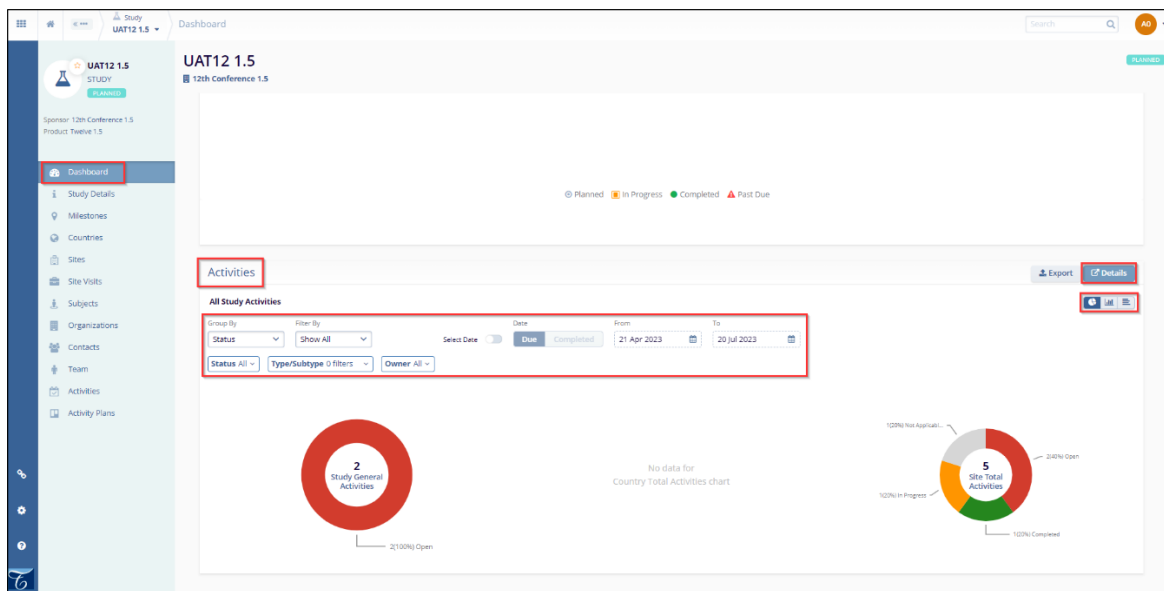 Study
UAT12 1.5
Dashboard
Search
AD
UAT12 1.5
STUDY
PLANNED
Sponsor 12th Conference 1.5
Product Twelve 1.5
Dashboard
Study Details
Milestones
Countries
Sites
Site Visits
Subjects
Organizations
Contacts
Team
Activities
Activity Plans
UAT12 1.5
12th Conference 1.5
PLANNED
Planned In Progress Completed Past Due
Activities
Export
Details
All Study Activities
Group By Filter By Date From To
Status Show All Select Date Due Completed 21 Apr 2023 20 Jul 2023
Status All Type/Subtype 0 filters Owner All
2
Study General
Activities
2(100%) Open
No data for
Country Total Activities chart
1(20%) Not Applicabl...
2(40%) Open
5
Site Total
Activities
1(20%) In Progress
1(20%) Completed